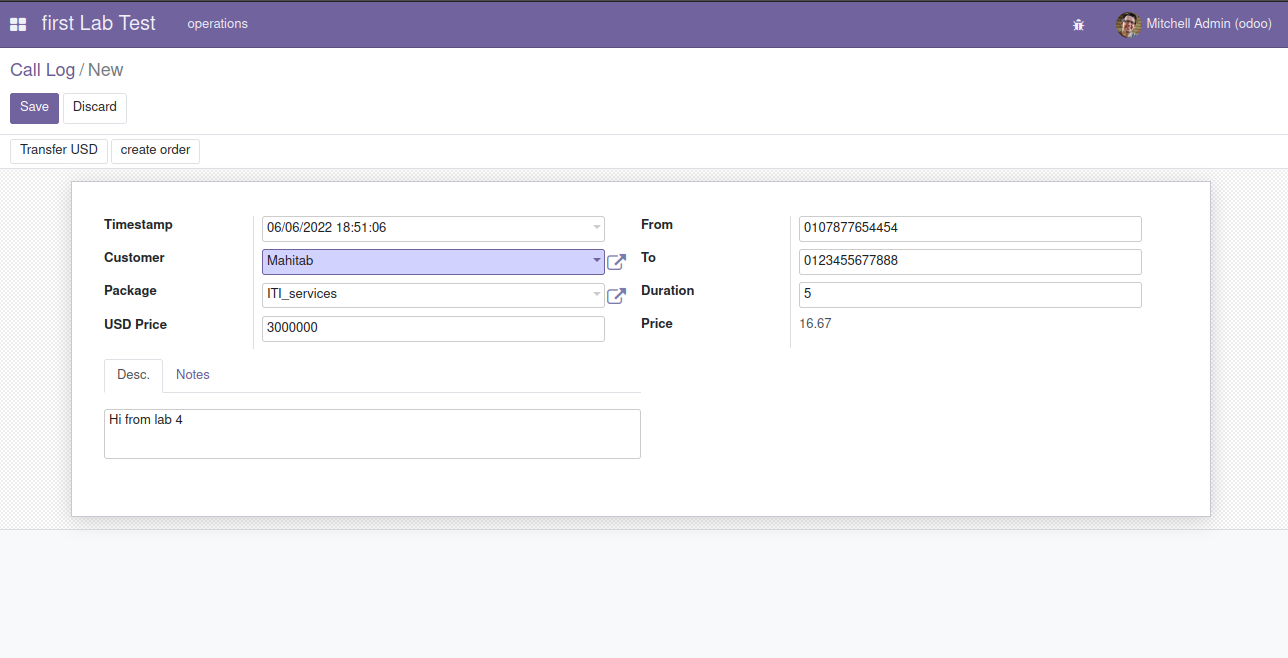 first Lab Test operations Mitchell Admin (odoo)
Call Log / New
Save Discard
Transfer USD create order
Timestamp 06/06/2022 18:51:06 From 0107877654454
Customer Mahitab To 0123455677888
Package ITI_services Duration 5
USD Price 3000000 Price 16.67
Desc. Notes
Hi from lab 4